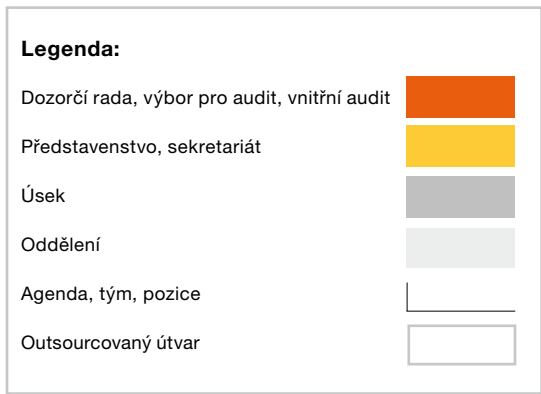 Legenda:
Dozorčí rada, výbor pro audit, vnitřní audit
Představenstvo, sekretariát
Úsek
Oddělení
Agenda, tým, pozice
Outsourcovaný útvar